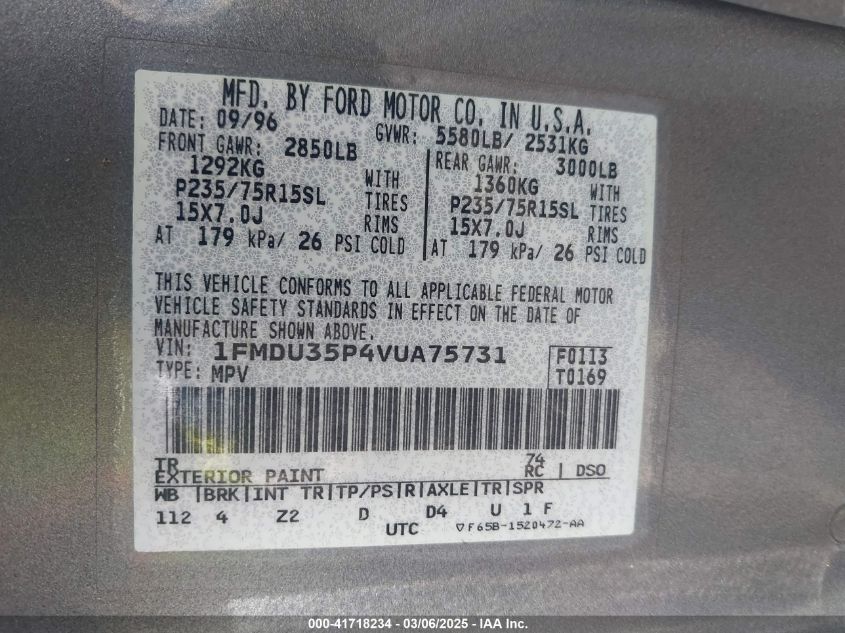 MFD. BY FORD MOTOR CO. IN U.S.A.
DATE: 09/96 GVWR: 5580LB/ 2531KG
FRONT GAWR: 2850LB REAR GAWR: 3000LB
1292KG WITH 1360KG WITH
P235/75R15SL TIRES P235/75R15SL TIRES
15X7.0J RIMS 15X7.0J RIMS
AT 179 kPa/ 26 PSI COLD AT 179 kPa/ 26 PSI COLD
THIS VEHICLE CONFORMS TO ALL APPLICABLE FEDERAL MOTOR
VEHICLE SAFETY STANDARDS IN EFFECT ON THE DATE OF
MANUFACTURE SHOWN ABOVE.
VIN: 1FMDU35P4VUA75731 F0113
TYPE: MPV T0169
TR 74
EXTERIOR PAINT RC | DSO
WB |BRK|INT TR|TP/PS|R|AXLE|TR|SPR
112 4 Z2 D D4 U 1 F
UTC ▽F65B-1520472-AA
000-41718234 - 03/06/2025 - IAA Inc.